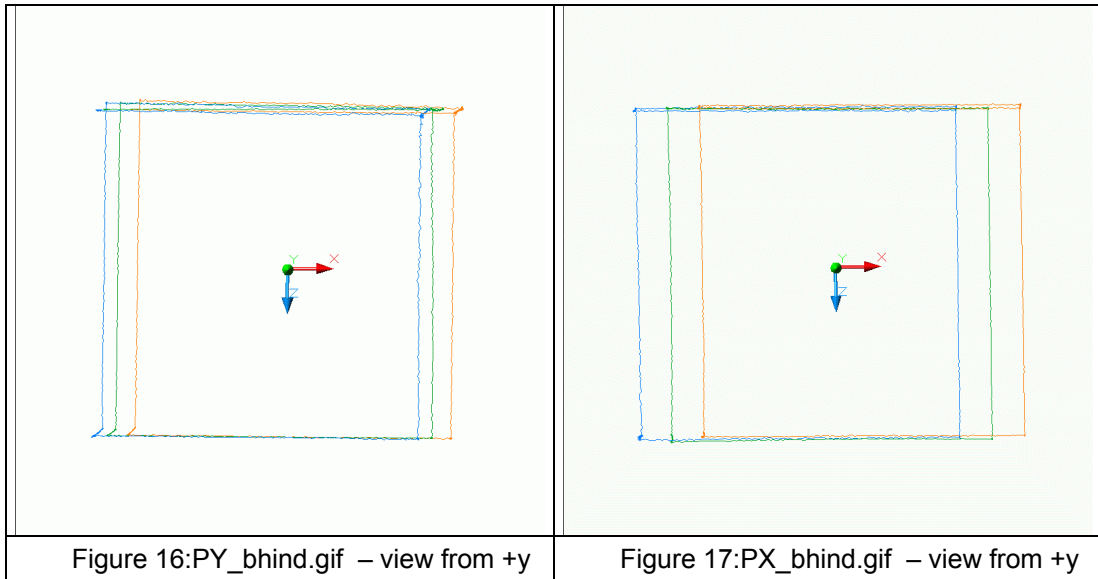 Y
X
Z
Y
X
Z
Figure 16:PY_bhind.gif – view from +y
Figure 17:PX_bhind.gif – view from +y